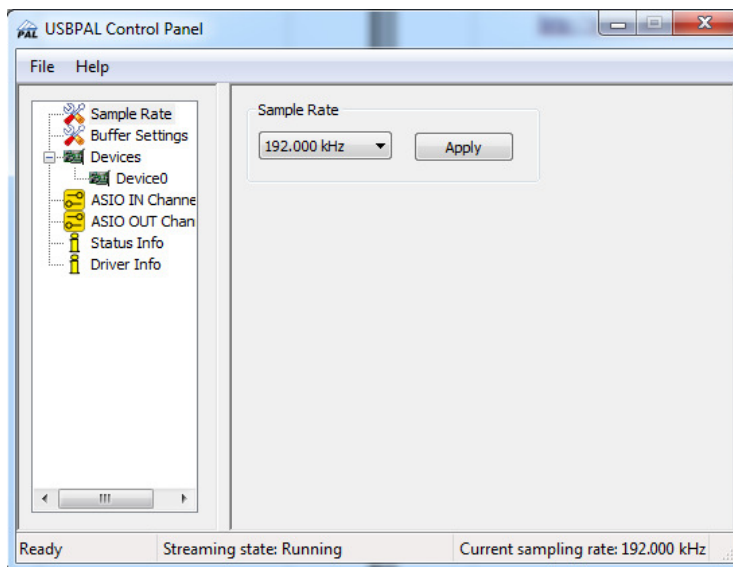 PAL USBPAL Control Panel
File Help
Sample Rate
Buffer Settings
Devices
Device0
ASIO IN Channe
ASIO OUT Chan
Status Info
Driver Info
Sample Rate
192.000 kHz
Apply
Ready
Streaming state: Running
Current sampling rate: 192.000 kHz